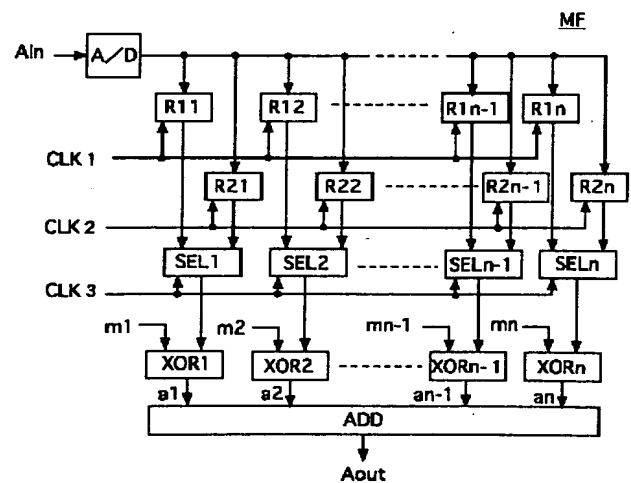 MF
AIn A/D
R11 R12 R1n-1 R1n
CLK 1
R21 R22 R2n-1 R2n
CLK 2
SEL1 SEL2 SELn-1 SELn
CLK 3
m1 m2 mn-1 mn
XOR1 XOR2 XORn-1 XORn
a1 a2 an-1 an
ADD
Aout